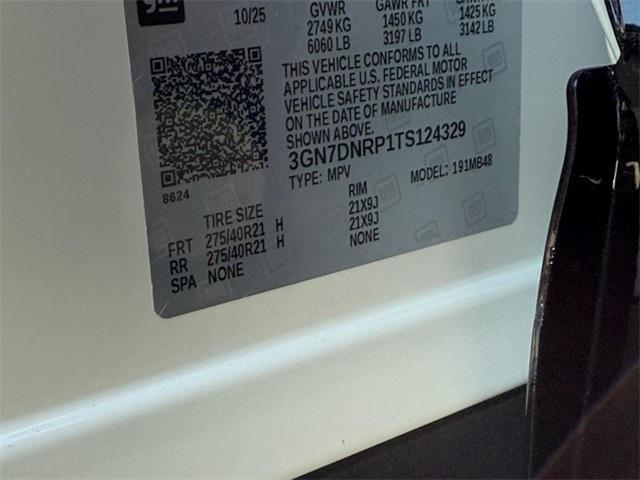 gm
10/25
GVWR
2749 KG
6060 LB
GAWR FRT
1450 KG
3197 LB
1425 KG
3142 LB
THIS VEHICLE CONFORMS TO ALL
APPLICABLE U.S. FEDERAL MOTOR
VEHICLE SAFETY STANDARDS IN EFFECT
ON THE DATE OF MANUFACTURE
SHOWN ABOVE.
3GN7DNRP1TS124329
TYPE: MPV MODEL: 191MB48
8624
TIRE SIZE RIM
FRT 275/40R21 H 21X9J
RR 275/40R21 H 21X9J
SPA NONE NONE